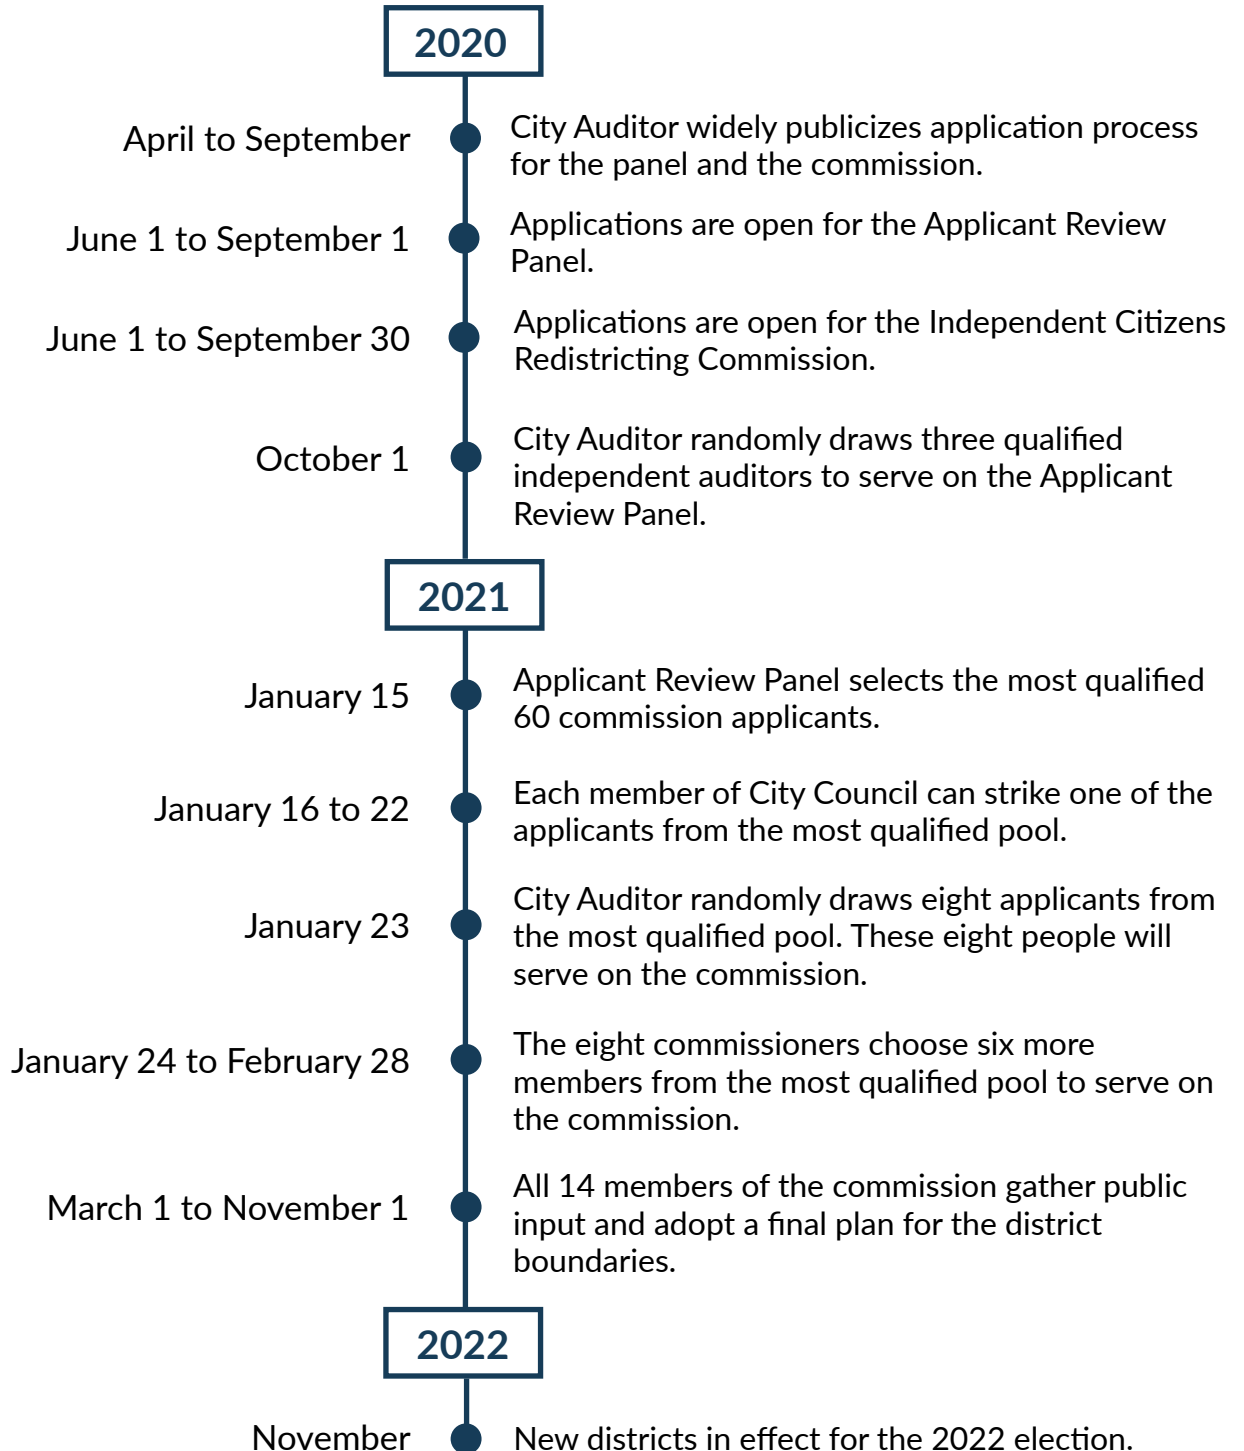 2020
April to September
City Auditor widely publicizes application process
for the panel and the commission.
June 1 to September 1
Applications are open for the Applicant Review
Panel.
June 1 to September 30
Applications are open for the Independent Citizens
Redistricting Commission.
October 1
City Auditor randomly draws three qualified
independent auditors to serve on the Applicant
Review Panel.
2021
January 15
Applicant Review Panel selects the most qualified
60 commission applicants.
January 16 to 22
Each member of City Council can strike one of the
applicants from the most qualified pool.
January 23
City Auditor randomly draws eight applicants from
the most qualified pool. These eight people will
serve on the commission.
January 24 to February 28
The eight commissioners choose six more
members from the most qualified pool to serve on
the commission.
March 1 to November 1
All 14 members of the commission gather public
input and adopt a final plan for the district
boundaries.
2022
November
New districts in effect for the 2022 election.